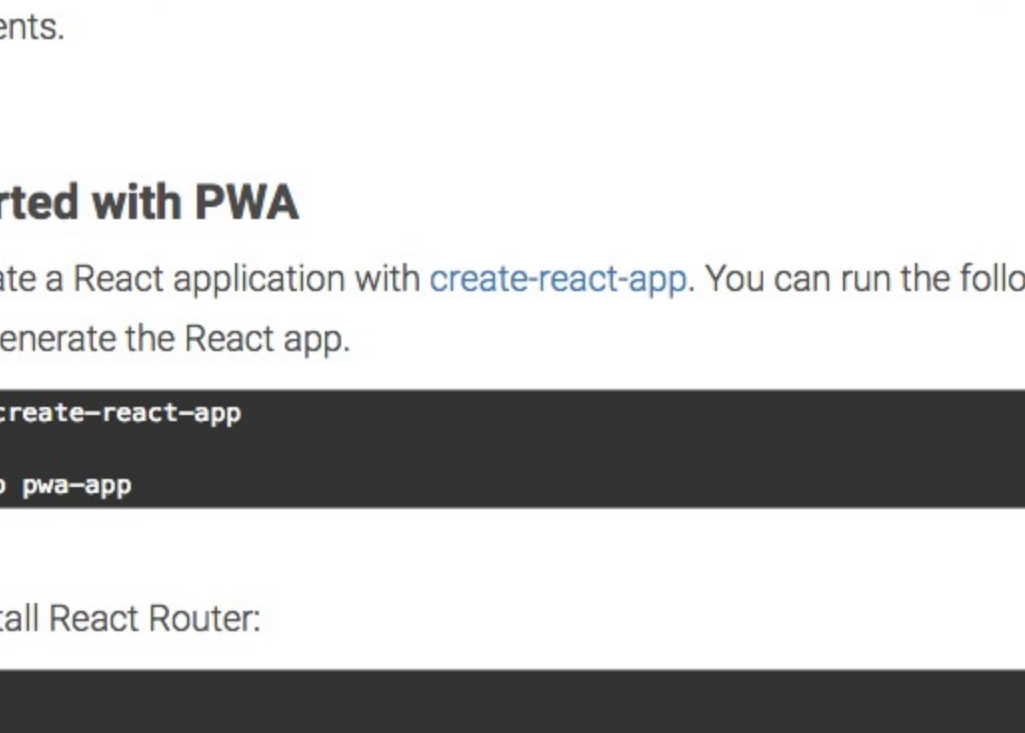 ents.
rted with PWA
ate a React application with create-react-app. You can run the follo
enerate the React app.
create-react-app
p pwa-app
tall React Router: